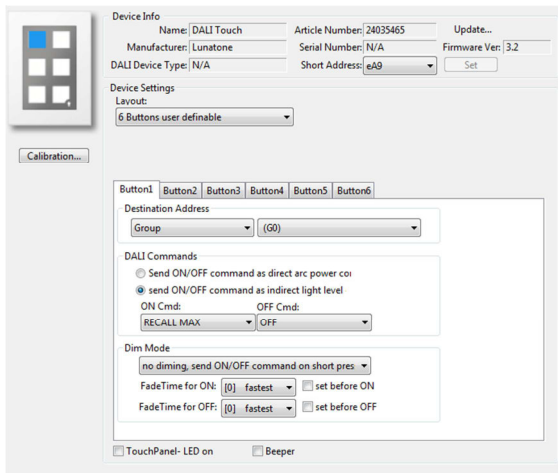 Device Info
Name: DALI Touch Article Number: 24035465 Update...
Manufacturer: Lunatone Serial Number: N/A Firmware Ver: 3.2
DALI Device Type: N/A Short Address: eA9 Set
Device Settings
Layout:
6 Buttons user definable
Calibration...
Button1 Button2 Button3 Button4 Button5 Button6
Destination Address
Group (G0)
DALI Commands
Send ON/OFF command as direct arc power coi
send ON/OFF command as indirect light level
ON Cmd: OFF Cmd:
RECALL MAX OFF
Dim Mode
no diming, send ON/OFF command on short pres
FadeTime for ON: [0] fastest set before ON
FadeTime for OFF: [0] fastest set before OFF
TouchPanel- LED on Beeper